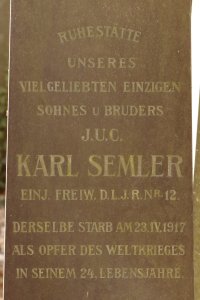 RUHESTÄTTE
UNSERES
VIELGELIEBTEN EINZIGEN
SOHNES U BRUDERS
J.U.C.
KARL SEMLER
EINJ. FREIW. D. L. J. R. NR. 12.
DERSELBE STARB AM 23. IV. 1917
ALS OPFER DES WELTKRIEGES
IN SEINEM 24. LEBENSJAHRE.